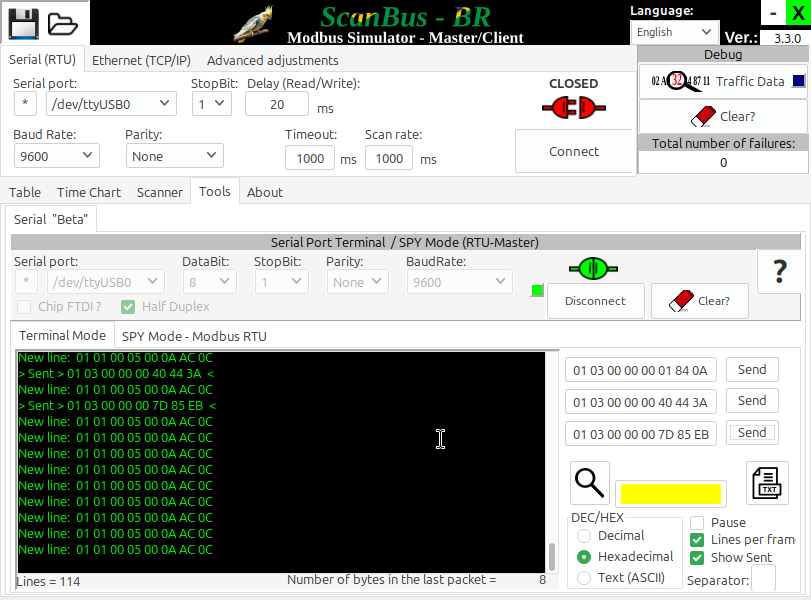 ScanBus - BR
Modbus Simulator - Master/Client
Language:
English
Ver.: 3.3.0
- X
Serial (RTU) Ethernet (TCP/IP) Advanced adjustments
Serial port: StopBit: Delay (Read/Write):
* /dev/ttyUSB0 1 20 ms
CLOSED
Baud Rate: Parity: Timeout: Scan rate:
9600 None 1000 ms 1000 ms
Connect
Debug
02 A 32 4 87 11 Traffic Data
Clear?
Total number of failures:
0
Table Time Chart Scanner Tools About
Serial "Beta"
Serial Port Terminal / SPY Mode (RTU-Master)
Serial port: DataBit: StopBit: Parity: BaudRate:
* /dev/ttyUSB0 8 1 None 9600
?
Chip FTDI ? Half Duplex
Disconnect Clear?
Terminal Mode SPY Mode - Modbus RTU
New line: 01 01 00 05 00 0A AC 0C
> Sent > 01 03 00 00 00 40 44 3A <
New line: 01 01 00 05 00 0A AC 0C
> Sent > 01 03 00 00 00 7D 85 EB <
New line: 01 01 00 05 00 0A AC 0C
New line: 01 01 00 05 00 0A AC 0C
New line: 01 01 00 05 00 0A AC 0C
New line: 01 01 00 05 00 0A AC 0C
New line: 01 01 00 05 00 0A AC 0C
New line: 01 01 00 05 00 0A AC 0C
New line: 01 01 00 05 00 0A AC 0C
New line: 01 01 00 05 00 0A AC 0C
New line: 01 01 00 05 00 0A AC 0C
Lines = 114 Number of bytes in the last packet = 8
01 03 00 00 00 01 84 0A Send
01 03 00 00 00 40 44 3A Send
01 03 00 00 00 7D 85 EB Send
TXT
DEC/HEX
Decimal
Hexadecimal
Text (ASCII)
Pause
Lines per fram
Show Sent
Separator: